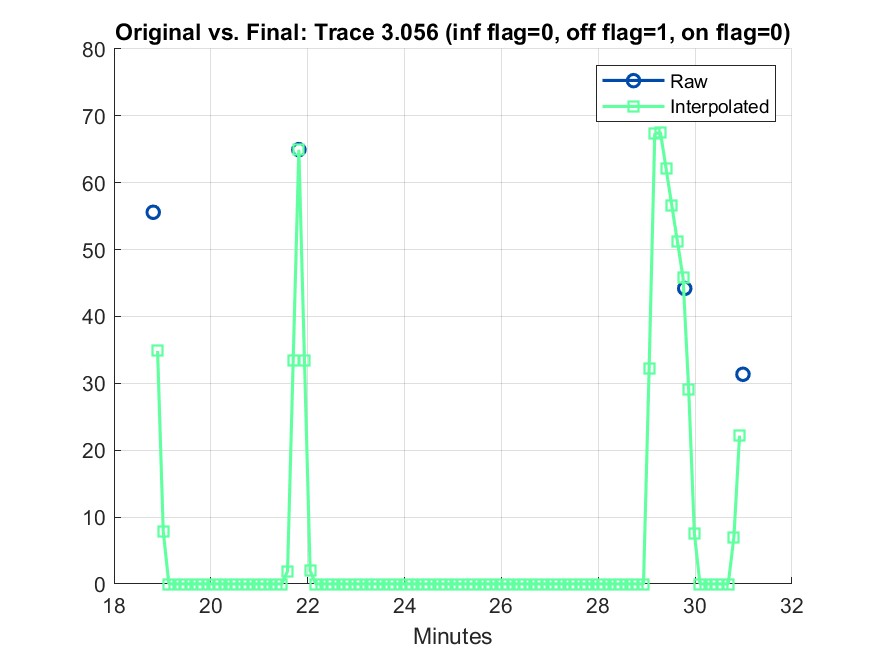 Original vs. Final: Trace 3.056 (inf flag=0, off flag=1, on flag=0)
80
70
60
50
40
30
20
10
0
Raw
Interpolated
18 20 22 24 26 28 30 32
Minutes